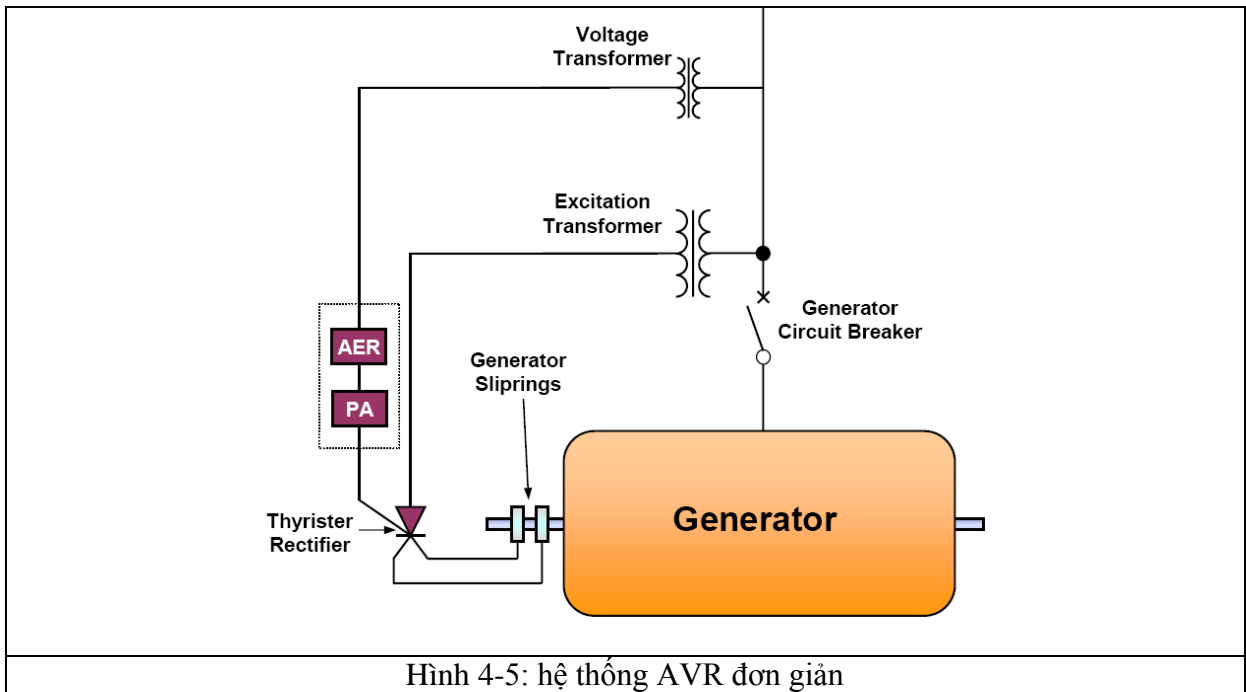 Voltage
Transformer
Excitation
Transformer
Generator
Circuit Breaker
AER
Generator
Sliprings
PA
Generator
Thyrister
Rectifier
Hình 4-5: hệ thống AVR đơn giản